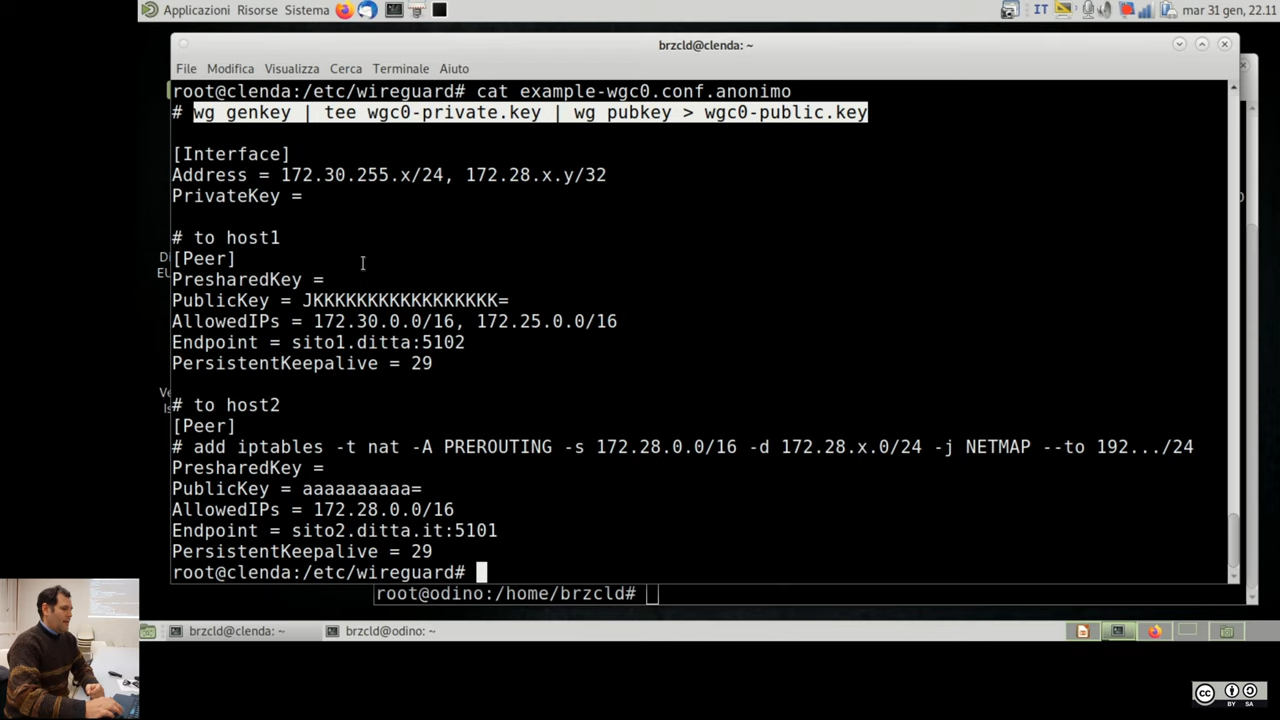 Applicazioni Risorse Sistema IT mar 31 gen, 22.11
brzcld@clenda: ~
File Modifica Visualizza Cerca Terminale Aiuto
root@clenda:/etc/wireguard# cat example-wgc0.conf.anonimo
# wg genkey | tee wgc0-private.key | wg pubkey > wgc0-public.key
[Interface]
Address = 172.30.255.x/24, 172.28.x.y/32
PrivateKey =
# to host1
[Peer]
PresharedKey =
PublicKey = JKKKKKKKKKKKKKKKKK=
AllowedIPs = 172.30.0.0/16, 172.25.0.0/16
Endpoint = sito1.ditta:5102
PersistentKeepalive = 29
# to host2
[Peer]
# add iptables -t nat -A PREROUTING -s 172.28.0.0/16 -d 172.28.x.0/24 -j NETMAP --to 192.../24
PresharedKey =
PublicKey = aaaaaaaaaa=
AllowedIPs = 172.28.0.0/16
Endpoint = sito2.ditta.it:5101
PersistentKeepalive = 29
root@clenda:/etc/wireguard#
root@odino:/home/brzcld#
brzcld@clenda: ~ brzcld@odino: ~
cc BY SA